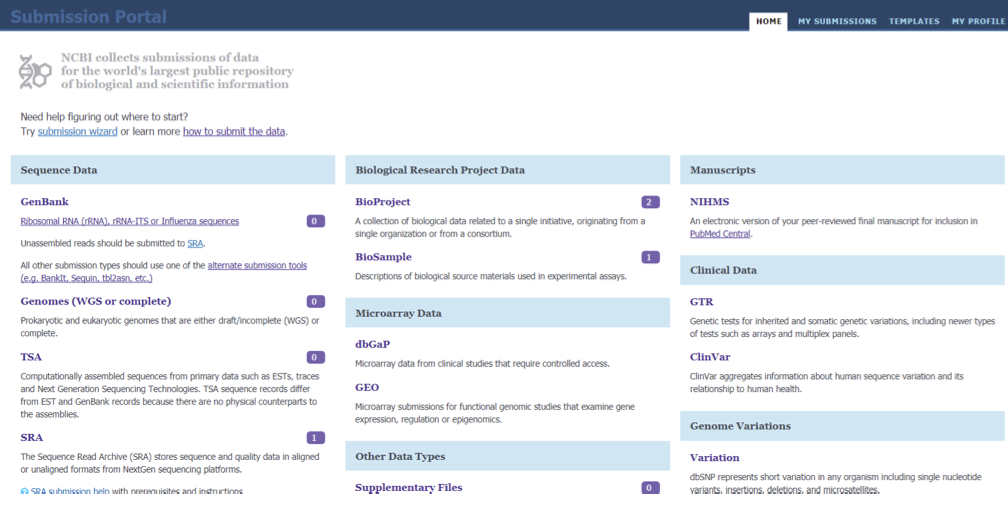 Submission Portal
HOME MY SUBMISSIONS TEMPLATES MY PROFILE
NCBI collects submissions of data
for the world's largest public repository
of biological and scientific information
Need help figuring out where to start?
Try submission wizard or learn more how to submit the data.
Sequence Data
GenBank
Ribosomal RNA (rRNA), rRNA-ITS or Influenza sequences 0
Unassembled reads should be submitted to SRA.
All other submission types should use one of the alternate submission tools
(e.g. BankIt, Sequin, tbl2asn, etc.)
Genomes (WGS or complete) 0
Prokaryotic and eukaryotic genomes that are either draft/incomplete (WGS) or
complete.
TSA 0
Computationally assembled sequences from primary data such as ESTs, traces
and Next Generation Sequencing Technologies. TSA sequence records differ
from EST and GenBank records because there are no physical counterparts to
the assemblies.
SRA 1
The Sequence Read Archive (SRA) stores sequence and quality data in aligned
or unaligned formats from NextGen sequencing platforms.
SRA submission help with prerequisites and instructions
Biological Research Project Data
BioProject 2
A collection of biological data related to a single initiative, originating from a
single organization or from a consortium.
BioSample 1
Descriptions of biological source materials used in experimental assays.
Microarray Data
dbGaP
Microarray data from clinical studies that require controlled access.
GEO
Microarray submissions for functional genomic studies that examine gene
expression, regulation or epigenomics.
Other Data Types
Supplementary Files 0
Manuscripts
NIHMS
An electronic version of your peer-reviewed final manuscript for inclusion in
PubMed Central.
Clinical Data
GTR
Genetic tests for inherited and somatic genetic variations, including newer types
of tests such as arrays and multiplex panels.
ClinVar
ClinVar aggregates information about human sequence variation and its
relationship to human health.
Genome Variations
Variation
dbSNP represents short variation in any organism including single nucleotide
variants, insertions, deletions, and microsatellites.